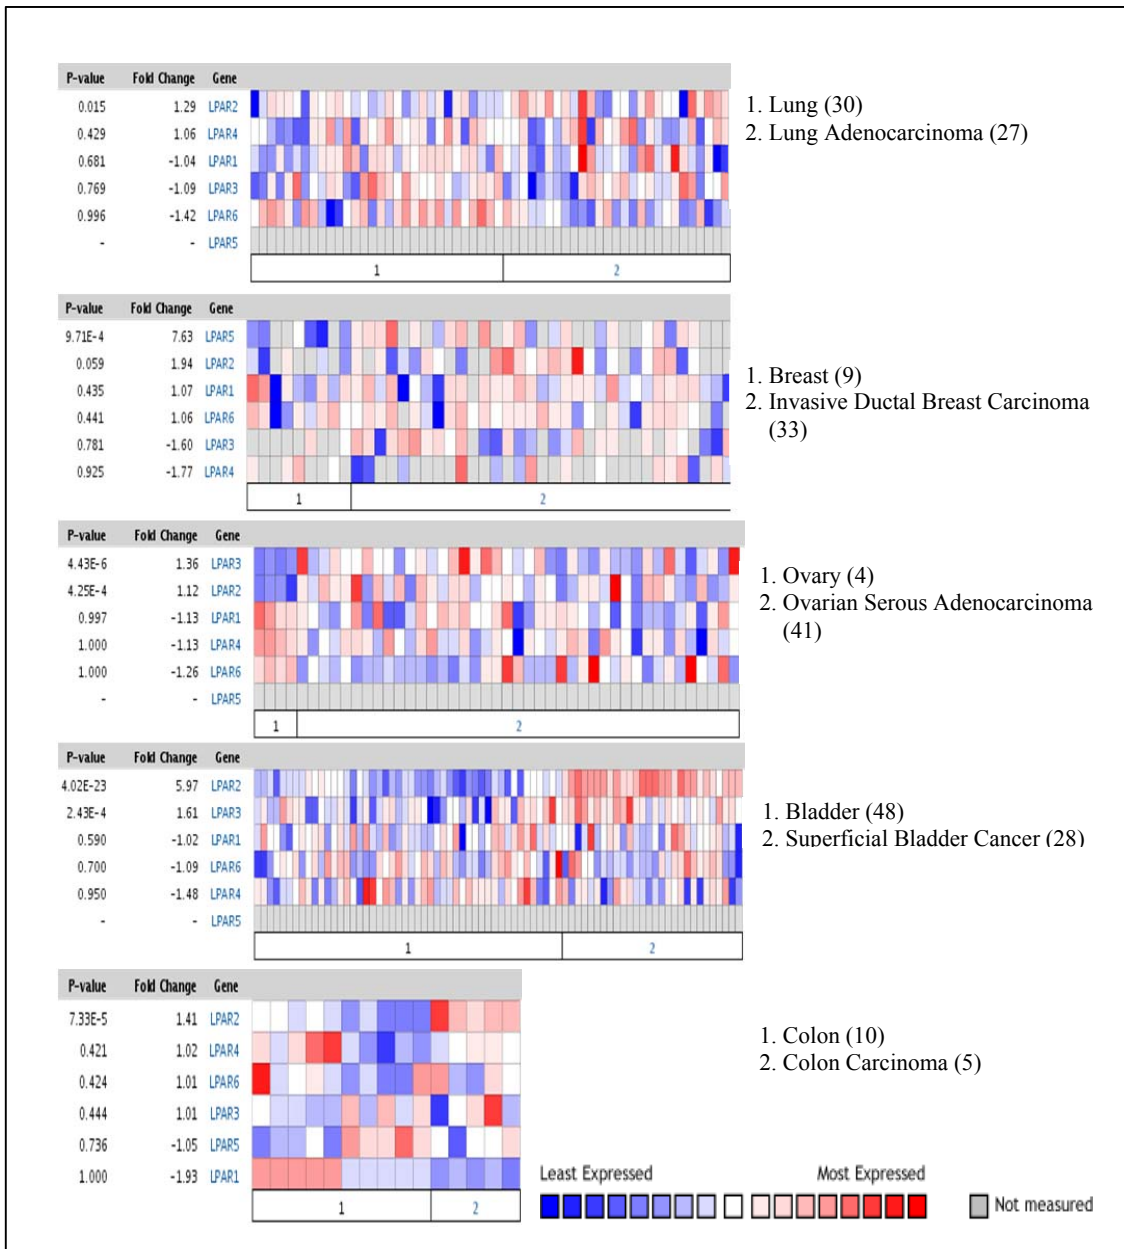 P-value Fold Change Gene
0.015 1.29 LPAR2
0.429 1.06 LPAR4
0.681 -1.04 LPAR1
0.769 -1.09 LPAR3
0.996 -1.42 LPAR6
- - LPAR5
1 2
1. Lung (30)
2. Lung Adenocarcinoma (27)
P-value Fold Change Gene
9.71E-4 7.63 LPAR5
0.059 1.94 LPAR2
0.435 1.07 LPAR1
0.441 1.06 LPAR6
0.781 -1.60 LPAR3
0.925 -1.77 LPAR4
1 2
1. Breast (9)
2. Invasive Ductal Breast Carcinoma
(33)
P-value Fold Change Gene
4.43E-6 1.36 LPAR3
4.25E-4 1.12 LPAR2
0.997 -1.13 LPAR1
1.000 -1.13 LPAR4
1.000 -1.26 LPAR6
- - LPAR5
1 2
1. Ovary (4)
2. Ovarian Serous Adenocarcinoma
(41)
P-value Fold Change Gene
4.02E-23 5.97 LPAR2
2.43E-4 1.61 LPAR3
0.590 -1.02 LPAR1
0.700 -1.09 LPAR6
0.950 -1.48 LPAR4
- - LPAR5
1 2
1. Bladder (48)
2. Superficial Bladder Cancer (28)
P-value Fold Change Gene
7.33E-5 1.41 LPAR2
0.421 1.02 LPAR4
0.424 1.01 LPAR6
0.444 1.01 LPAR3
0.736 -1.05 LPAR5
1.000 -1.93 LPAR1
1 2
1. Colon (10)
2. Colon Carcinoma (5)
Least Expressed Most Expressed
Not measured